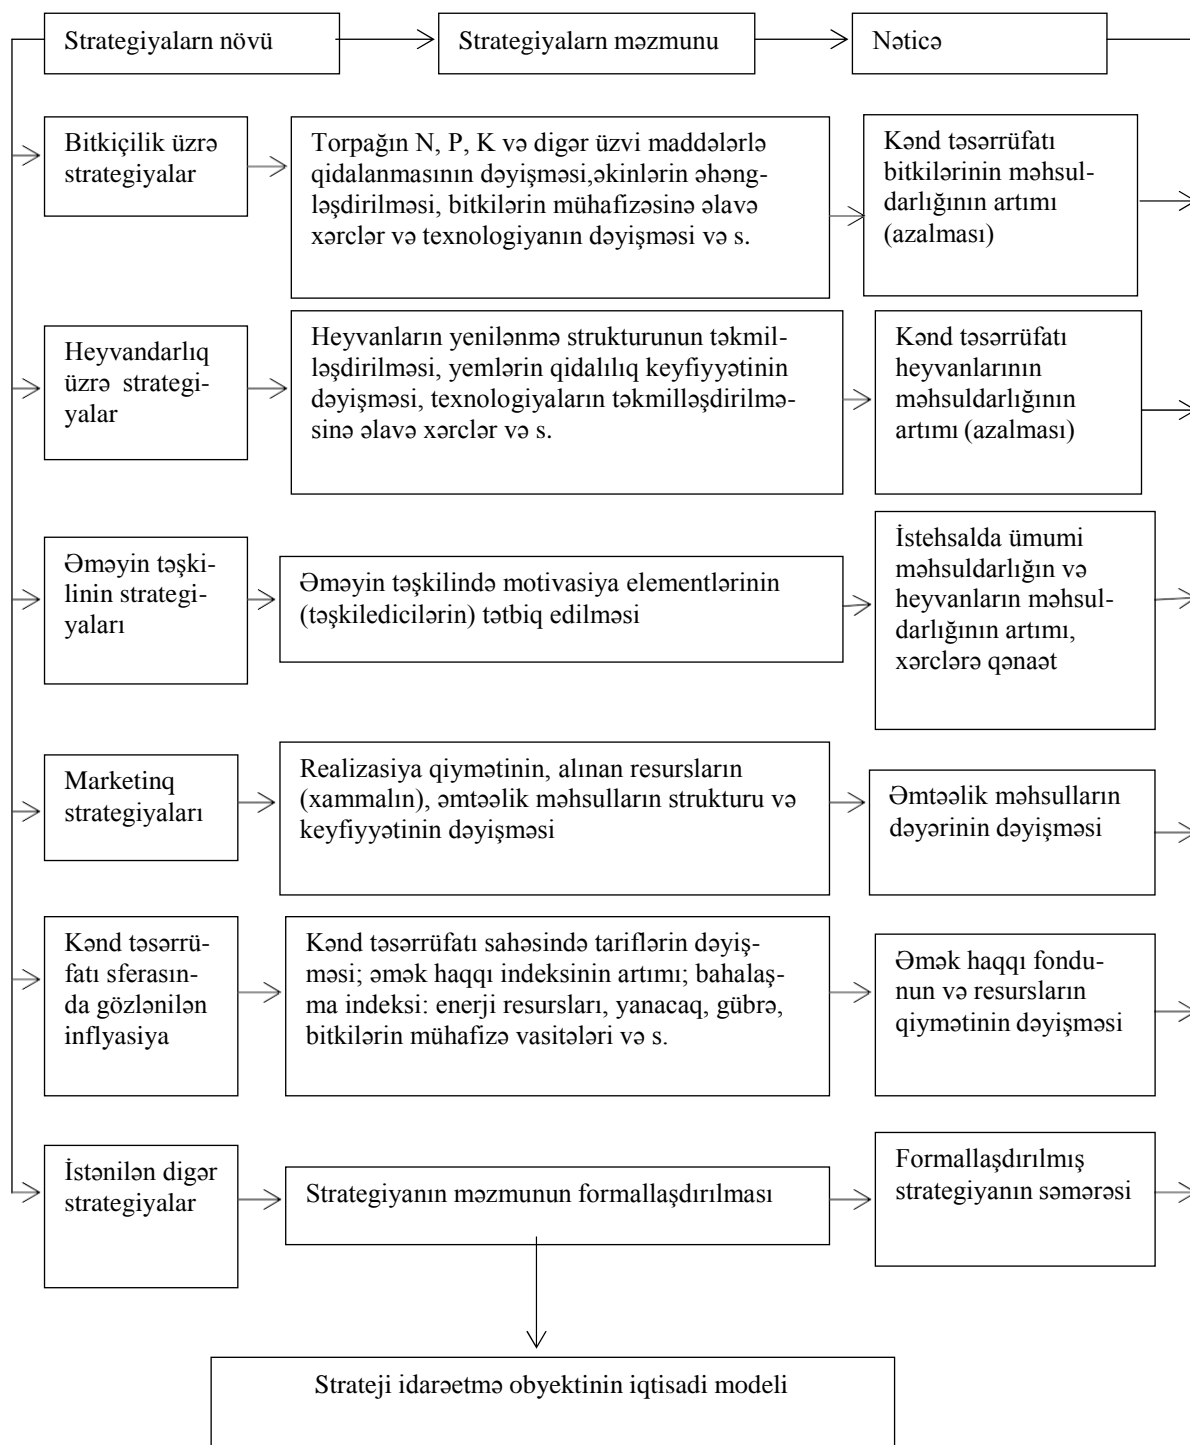 Strategiyalarn növü
Strategiyalarn məzmunu
Nəticə
Bitkiçilik üzrə
strategiyalar
Torpağın N, P, K və digər üzvi maddələrlə
qidalanmasının dəyişməsi,əkinlərin əhəng-
ləşdirilməsi, bitkilərin mühafizəsinə əlavə
xərclər və texnologiyanın dəyişməsi və s.
Kənd təsərrüfatı
bitkilərinin məhsul-
darlığının artımı
(azalması)
Heyvandarlıq
üzrə strategi-
yalar
Heyvanların yenilənmə strukturunun təkmil-
ləşdirilməsi, yemlərin qidalılıq keyfiyyətinin
dəyişməsi, texnologiyaların təkmilləşdirilmə-
sinə əlavə xərclər və s.
Kənd təsərrüfatı
heyvanlarının
məhsuldarlığının
artımı (azalması)
Əməyin təşki-
linin strategi-
yaları
Əməyin təşkilində motivasiya elementlərinin
(təşkiledicilərin) tətbiq edilməsi
İstehsalda ümumi
məhsuldarlığın və
heyvanların məhsul-
darlığının artımı,
xərclərə qənaət
Marketinq
strategiyaları
Realizasiya qiymətinin, alınan resursların
(xammalın), əmtəəlik məhsulların strukturu və
keyfiyyətinin dəyişməsi
Əmtəəlik məhsulların
dəyərinin dəyişməsi
Kənd təsərrü-
fatı sferasın-
da gözlənilən
inflyasiya
Kənd təsərrüfatı sahəsində tariflərin dəyiş-
məsi; əmək haqqı indeksinin artımı; bahalaş-
ma indeksi: enerji resursları, yanacaq, gübrə,
bitkilərin mühafizə vasitələri və s.
Əmək haqqı fondu-
nun və resursların
qiymətinin dəyişməsi
İstənilən digər
strategiyalar
Strategiyanın məzmunun formallaşdırılması
Formallaşdırılmış
strategiyanın səmərəsi
Strateji idarəetmə obyektinin iqtisadi modeli